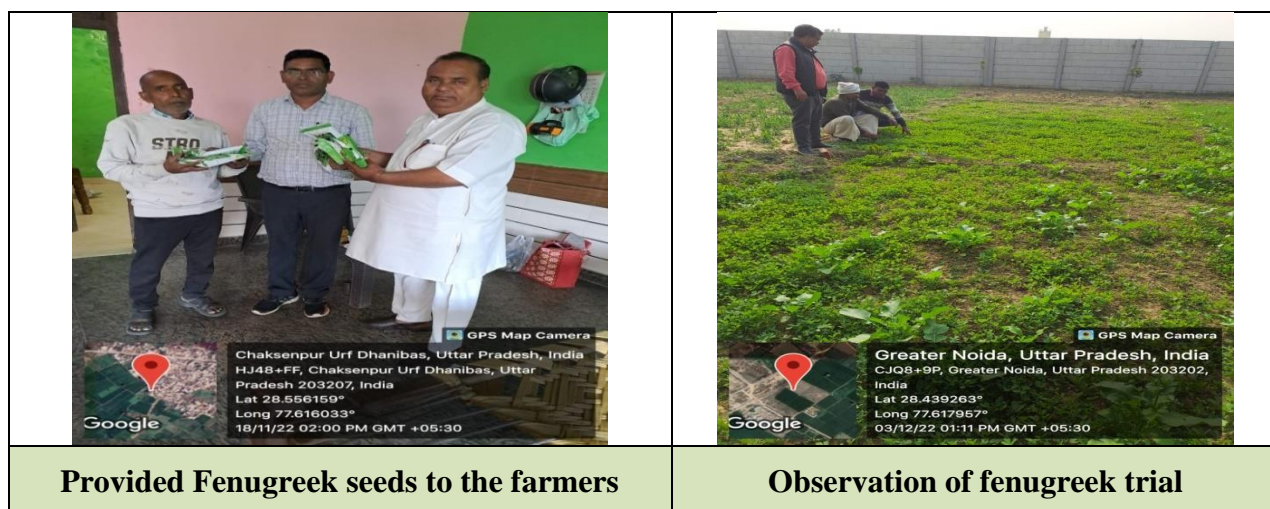 STRO
GPS Map Camera
Chaksenpur Urf Dhanibas, Uttar Pradesh, India
HJ48+FF, Chaksenpur Urf Dhanibas, Uttar
Pradesh 203207, India
Lat 28.556159°
Long 77.616033°
18/11/22 02:00 PM GMT +05:30
Google
GPS Map Camera
Greater Noida, Uttar Pradesh, India
CJQ8+9P, Greater Noida, Uttar Pradesh 203202,
India
Lat 28.439263°
Long 77.617957°
03/12/22 01:11 PM GMT +05:30
Google
Provided Fenugreek seeds to the farmers
Observation of fenugreek trial